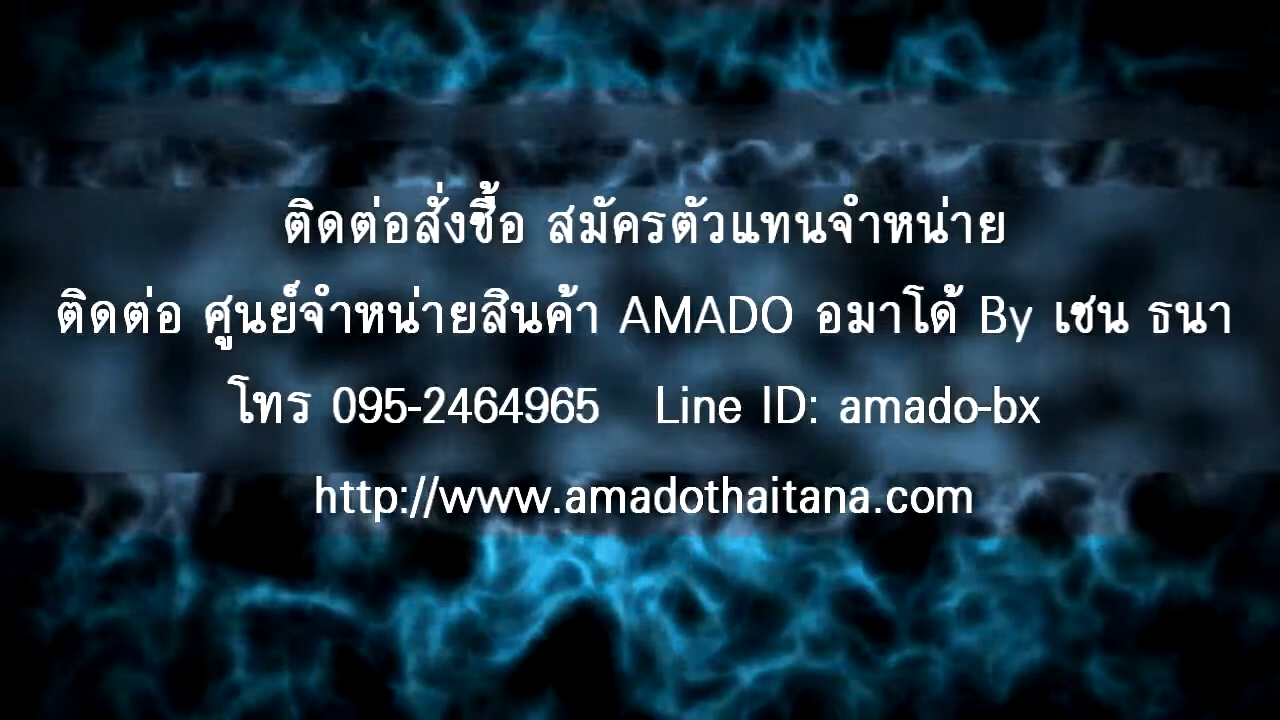 ติดต่อสั่งซื้อ สมัครตัวแทนจำหน่าย
ติดต่อ ศูนย์จำหน่ายสินค้า AMADO อมาโด้ By เชน ธนา
โทร 095-2464965 Line ID: amado-bx
http://www.amadothaitana.com